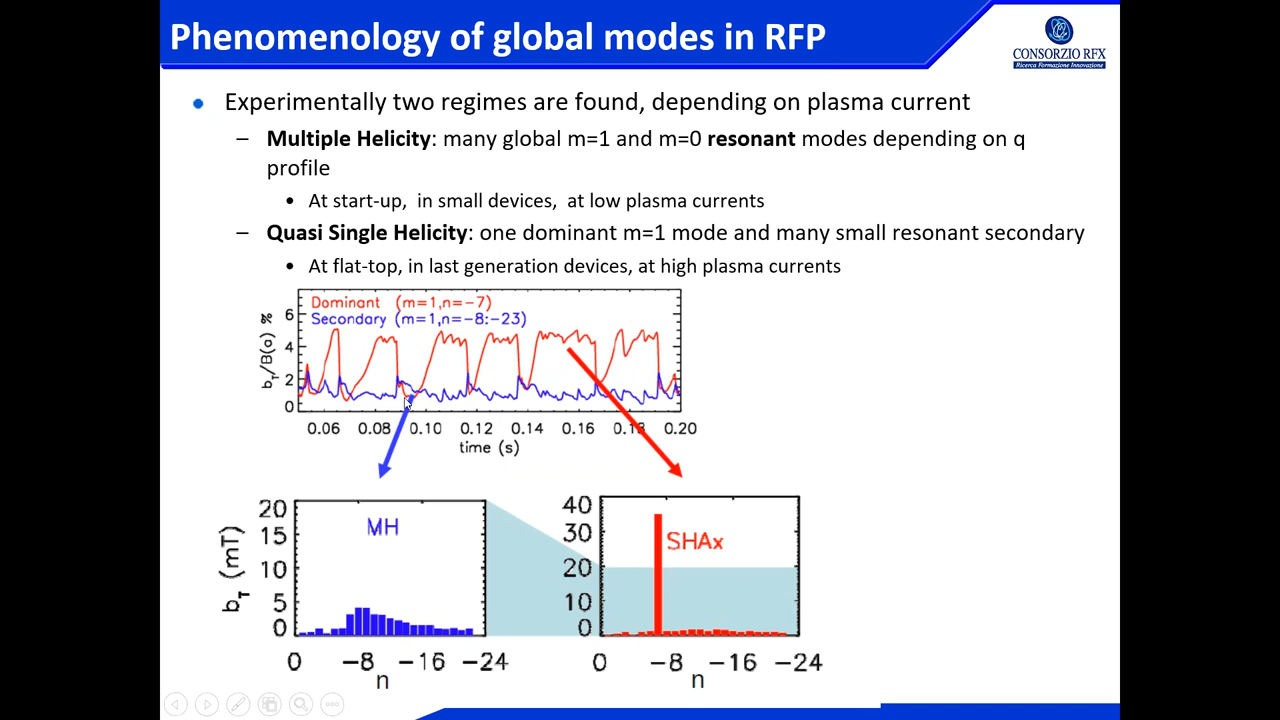 Phenomenology of global modes in RFP
CONSORZIO RFX
Ricerca Formazione Innovazione
Experimentally two regimes are found, depending on plasma current
– Multiple Helicity: many global m=1 and m=0 resonant modes depending on q
profile
• At start-up, in small devices, at low plasma currents
– Quasi Single Helicity: one dominant m=1 mode and many small resonant secondary
• At flat-top, in last generation devices, at high plasma currents
Dominant (m=1,n=-7)
Secondary (m=1,n=-8:-23)
bT/B(a) %
6
4
2
0
0.06 0.08 0.10 0.12 0.14 0.16 0.18 0.20
time (s)
bT (mT)
20
15
10
5
0
MH
0 -8 -16 -24
n
40
30
20
10
0
SHAx
0 -8 -16 -24
n